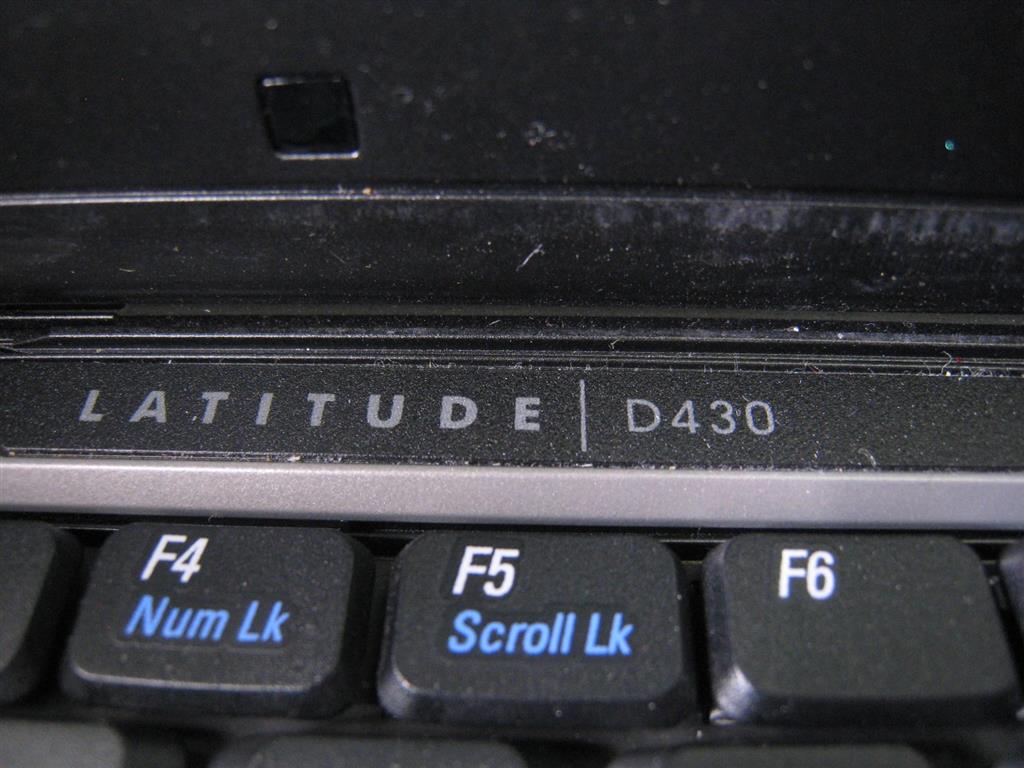 LATITUDE | D430
F4
Num Lk
F5
Scroll Lk
F6